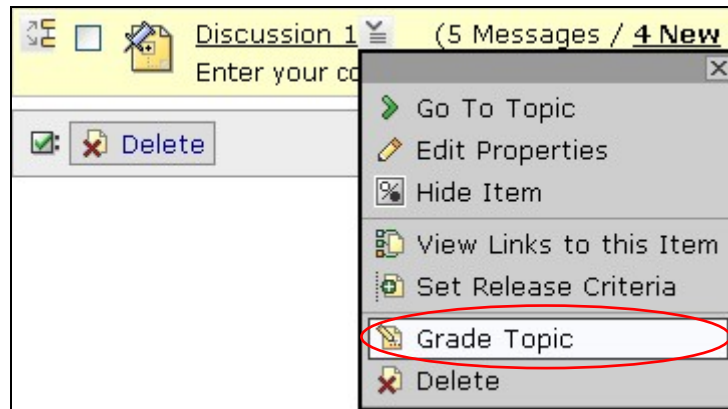 Discussion 1 (5 Messages / 4 New
Enter your co
Go To Topic
Delete
Edit Properties
Hide Item
View Links to this Item
Set Release Criteria
Grade Topic
Delete